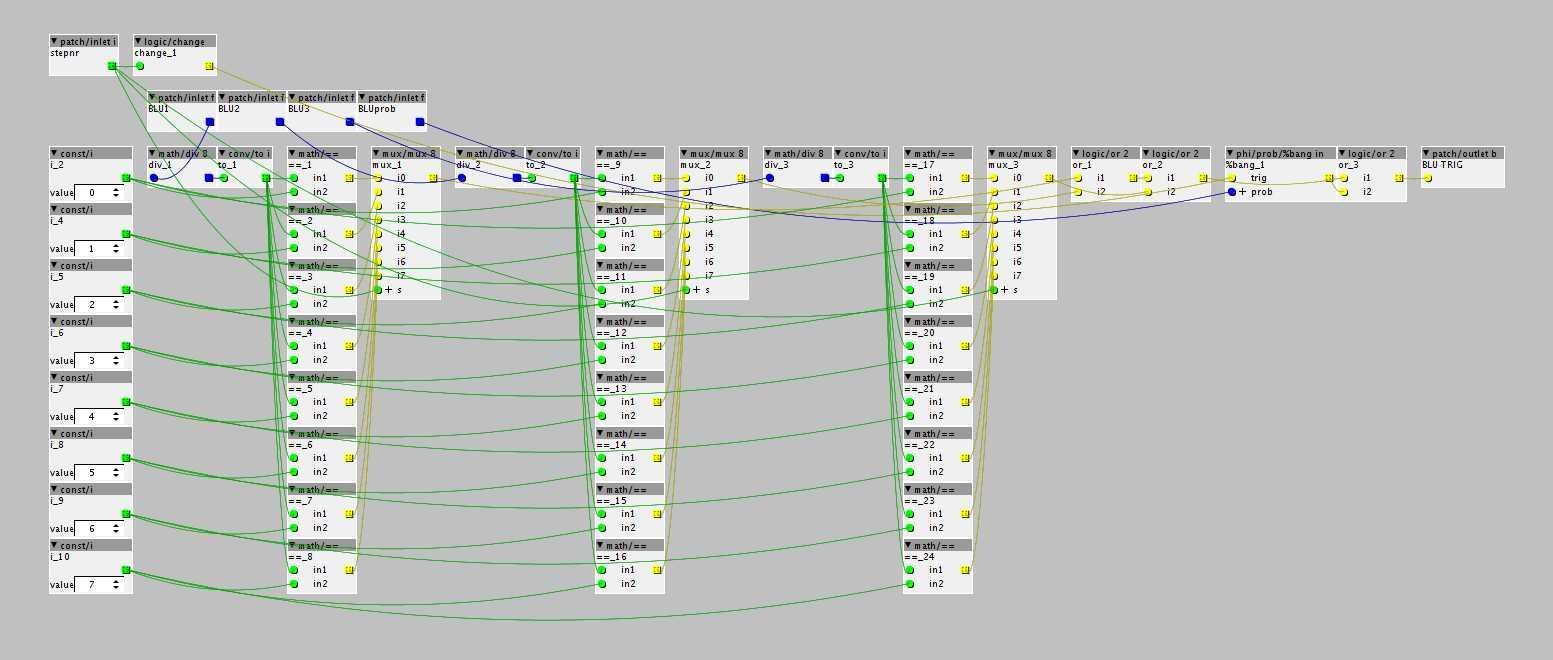 patch/inlet i logic/change
stepnr change_1
patch/inlet f patch/inlet f patch/inlet f patch/inlet f
BLU1 BLU2 BLU3 BLUprob
const/i math/div 8 conv/to i math/== mux/mux 8 math/div 8 conv/to i math/== mux/mux 8 math/div 8 conv/to i math/== mux/mux 8 logic/or 2 logic/or 2 phi/prob/%bang in logic/or 2 patch/outlet b
i_2 div_1 to_1 ==_1 mux_1 div_2 to_2 ==_9 mux_2 div_3 to_3 ==_17 mux_3 or_1 or_2 %bang_1 or_3 BLU TRIG
in1 i0 in1 i0 in1 i0 i1 i1 trig i1
value 0 in2 i1 in2 i1 in2 i1 i2 i2 + prob i2
const/i math/== i2 math/== i2 math/== i2
i_4 ==_2 i3 ==_10 i3 ==_18 i3
in1 i4 in1 i4 in1 i4
value 1 in2 i5 in2 i5 in2 i5
const/i math/== i6 math/== i6 math/== i6
i_5 ==_3 i7 ==_11 i7 ==_19 i7
in1 + s in1 + s in1 + s
value 2 in2 in2 in2
const/i math/== math/== math/==
i_6 ==_4 ==_12 ==_20
in1 in1 in1
value 3 in2 in2 in2
const/i math/== math/== math/==
i_7 ==_5 ==_13 ==_21
in1 in1 in1
value 4 in2 in2 in2
const/i math/== math/== math/==
i_8 ==_6 ==_14 ==_22
in1 in1 in1
value 5 in2 in2 in2
const/i math/== math/== math/==
i_9 ==_7 ==_15 ==_23
in1 in1 in1
value 6 in2 in2 in2
const/i math/== math/== math/==
i_10 ==_8 ==_16 ==_24
in1 in1 in1
value 7 in2 in2 in2